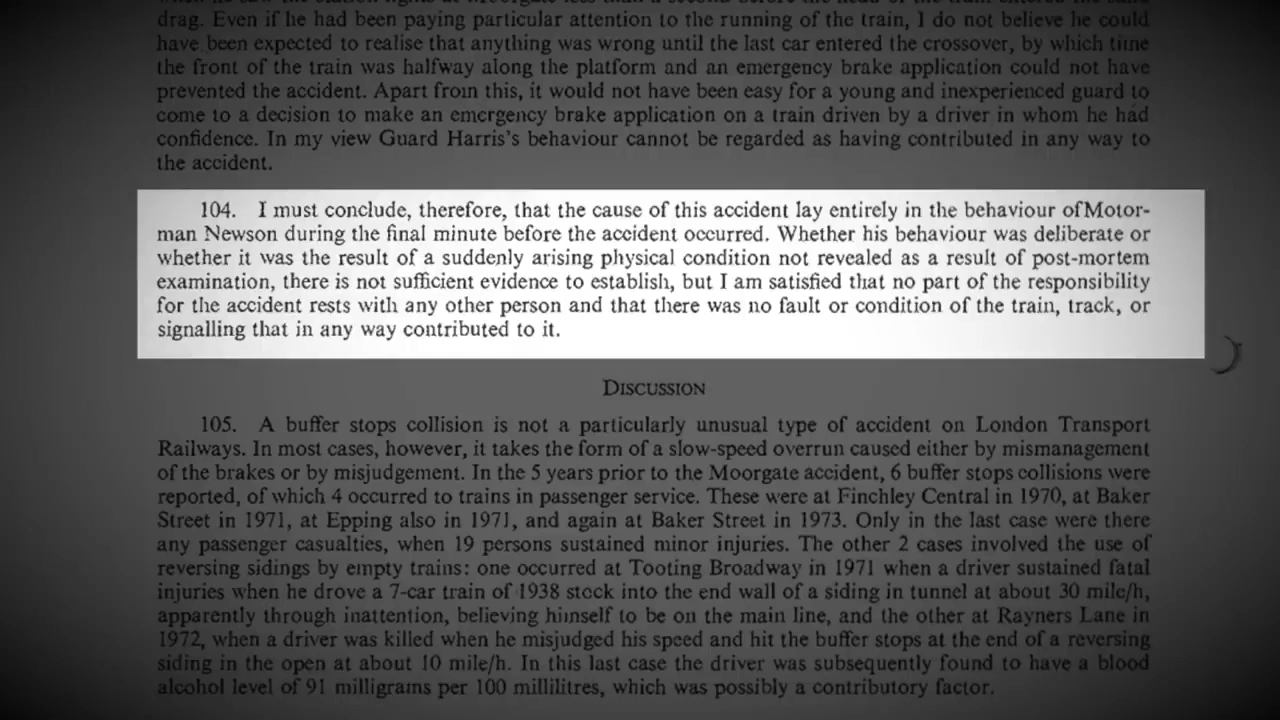 drag. Even if he had been paying particular attention to the running of the train, I do not believe he could
have been expected to realise that anything was wrong until the last car entered the crossover, by which time
the front of the train was halfway along the platform and an emergency brake application could not have
prevented the accident. Apart from this, it would not have been easy for a young and inexperienced guard to
come to a decision to make an emergency brake application on a train driven by a driver in whom he had
confidence. In my view Guard Harris's behaviour cannot be regarded as having contributed in any way to
the accident.
104. I must conclude, therefore, that the cause of this accident lay entirely in the behaviour of Motor-
man Newson during the final minute before the accident occurred. Whether his behaviour was deliberate or
whether it was the result of a suddenly arising physical condition not revealed as a result of post-mortem
examination, there is not sufficient evidence to establish, but I am satisfied that no part of the responsibility
for the accident rests with any other person and that there was no fault or condition of the train, track, or
signalling that in any way contributed to it.
DISCUSSION
105. A buffer stops collision is not a particularly unusual type of accident on London Transport
Railways. In most cases, however, it takes the form of a slow-speed overrun caused either by mismanagement
of the brakes or by misjudgement. In the 5 years prior to the Moorgate accident, 6 buffer stops collisions were
reported, of which 4 occurred to trains in passenger service. These were at Finchley Central in 1970, at Baker
Street in 1971, at Epping also in 1971, and again at Baker Street in 1973. Only in the last case were there
any passenger casualties, when 19 persons sustained minor injuries. The other 2 cases involved the use of
reversing sidings by empty trains: one occurred at Tooting Broadway in 1971 when a driver sustained fatal
injuries when he drove a 7-car train of 1938 stock into the end wall of a siding in tunnel at about 30 mile/h,
apparently through inattention, believing himself to be on the main line, and the other at Rayners Lane in
1972, when a driver was killed when he misjudged his speed and hit the buffer stops at the end of a reversing
siding in the open at about 10 mile/h. In this last case the driver was subsequently found to have a blood
alcohol level of 91 milligrams per 100 millilitres, which was possibly a contributory factor.